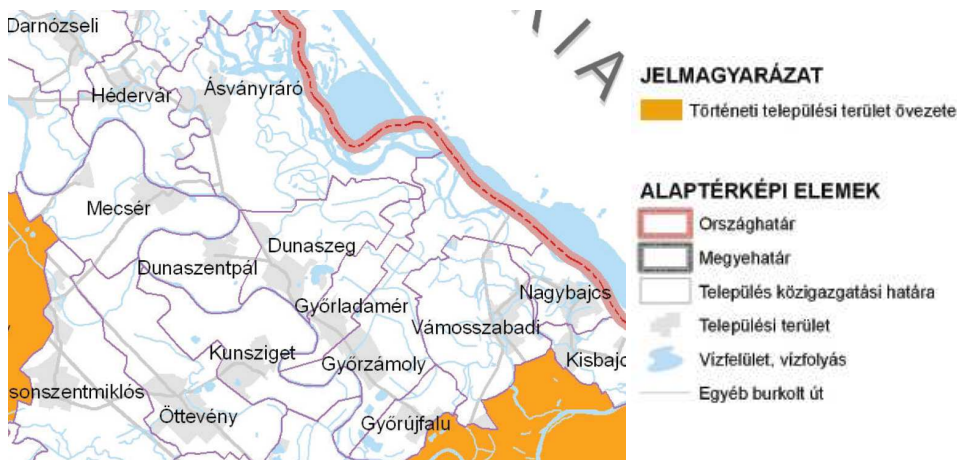 Darnózseli
Hédervár
Ásványráró
RIA
Mecsér
Dunaszeg
Dunaszentpál
Győrladamér
Nagybajcs
Vámosszabadi
Kunsziget
Győrzámoly
Kisbajc
sonszentmiklós
Öttevény
Győrújfalu
JELMAGYARÁZAT
Történeti települési terület övezete
ALAPTÉRKÉPI ELEMEK
Országhatár
Megyehatár
Település közigazgatási határa
Települési terület
Vízfelület, vízfolyás
Egyéb burkolt út